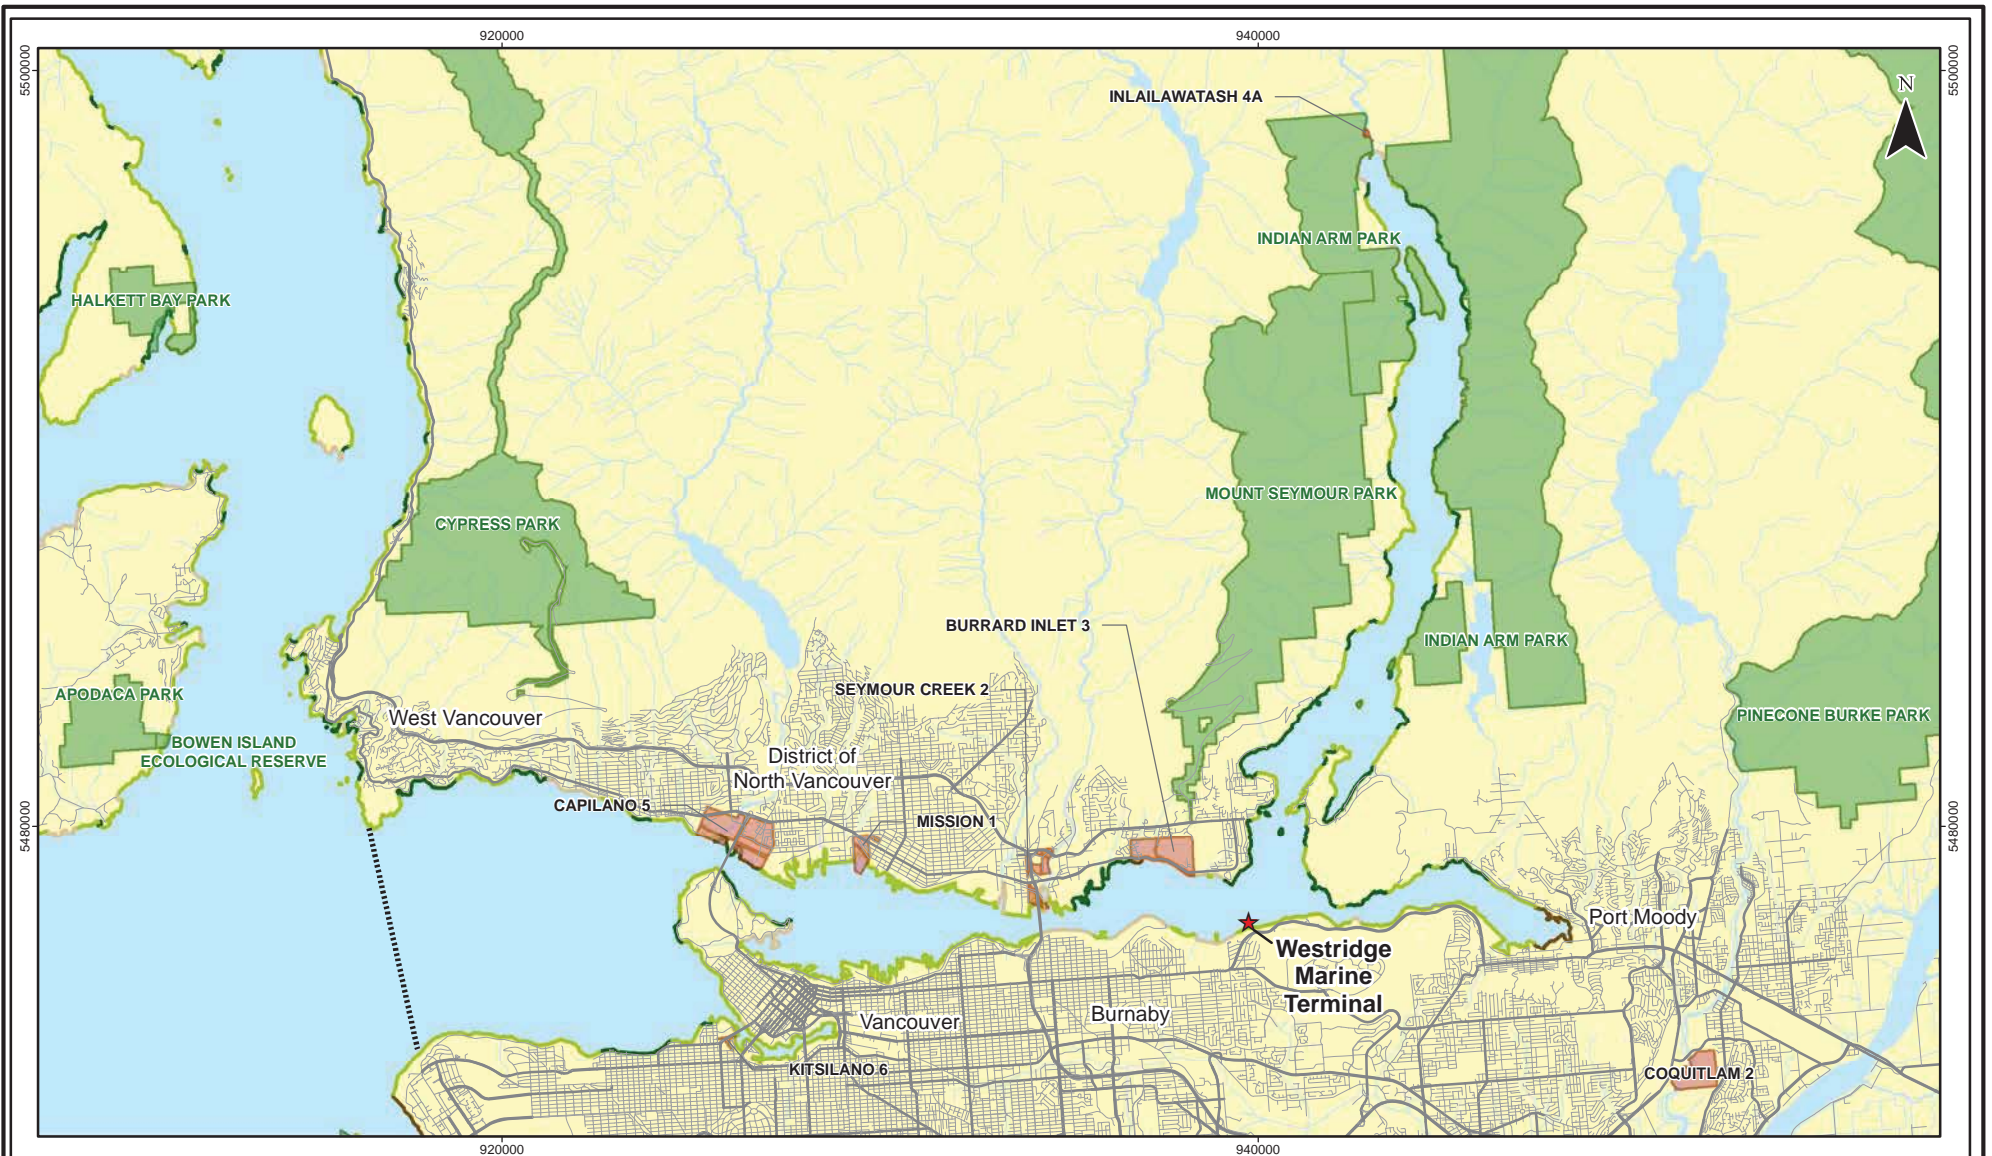 920000
940000
5500000
5500000
N
INLAILAWATASH 4A
INDIAN ARM PARK
HALKETT BAY PARK
MOUNT SEYMOUR PARK
CYPRESS PARK
BURRARD INLET 3
INDIAN ARM PARK
SEYMOUR CREEK 2
APODACA PARK
West Vancouver
PINECONE BURKE PARK
BOWEN ISLAND
ECOLOGICAL RESERVE
District of
North Vancouver
CAPILANO 5
MISSION 1
5480000
5480000
Port Moody
Westridge
Marine
Terminal
Vancouver
Burnaby
KITSILANO 6
COQUITLAM 2
920000
940000